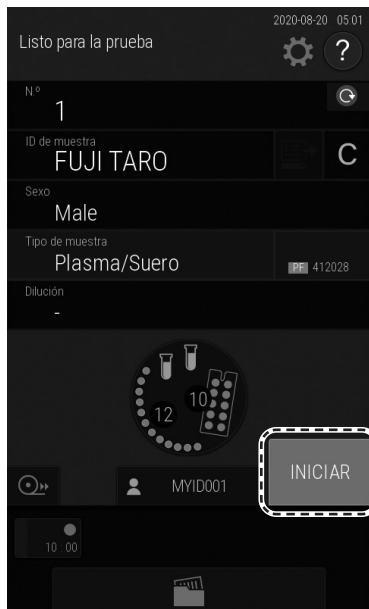 2020-08-20 05 01
Listo para la prueba
?
N.º
1
ID de muestra
FUJI TARO
C
Sexo
Male
Tipo de muestra
Plasma/Suero
PF 412028
Dilución
-
10
12
INICIAR
MYID001
10 : 00